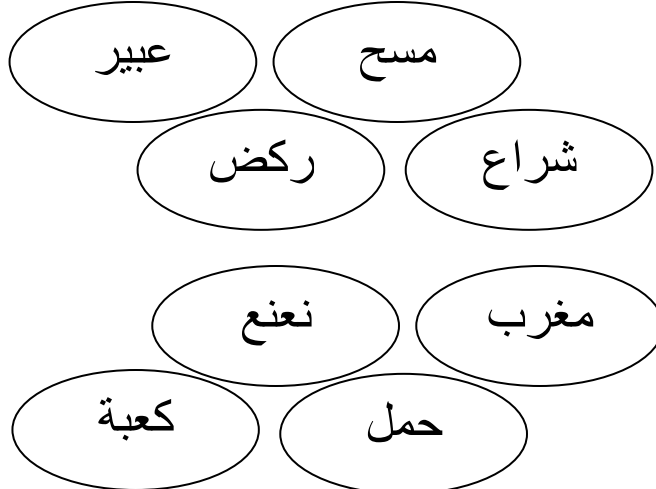 مسح
عبير
شراع
ركض
مغرب
نعنع
حمل
كعبة